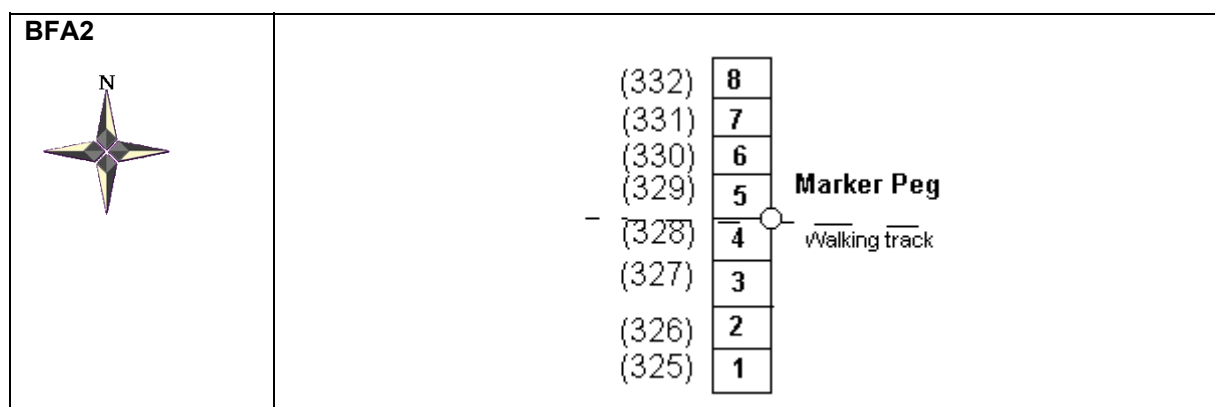 BFA2
N
(332) 8
(331) 7
(330) 6
(329) 5
Marker Peg
(328) 4
Walking track
(327) 3
(326) 2
(325) 1